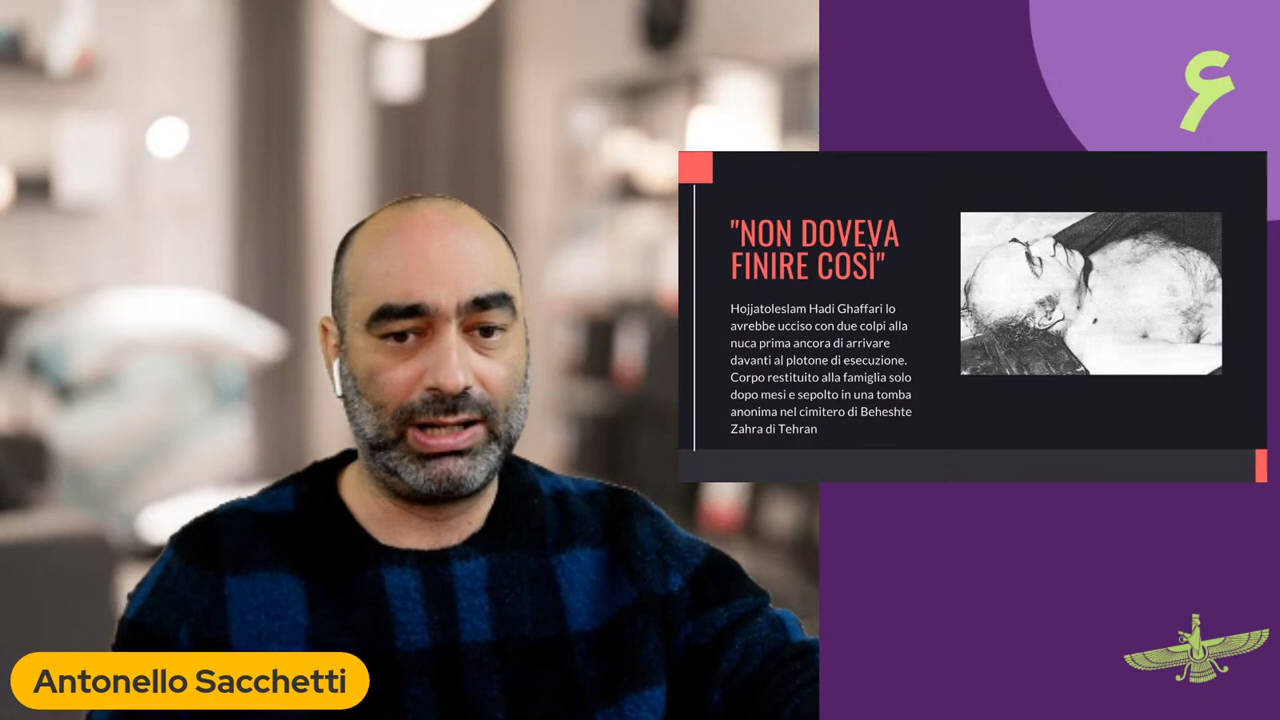 ۶
"NON DOVEVA
FINIRE COSÌ"
Hojjatoleslam Hadi Ghaffari lo
avrebbe ucciso con due colpi alla
nuca prima ancora di arrivare
davanti al plotone di esecuzione.
Corpo restituito alla famiglia solo
dopo mesi e sepolto in una tomba
anonima nel cimitero di Beheshte
Zahra di Tehran
Antonello Sacchetti